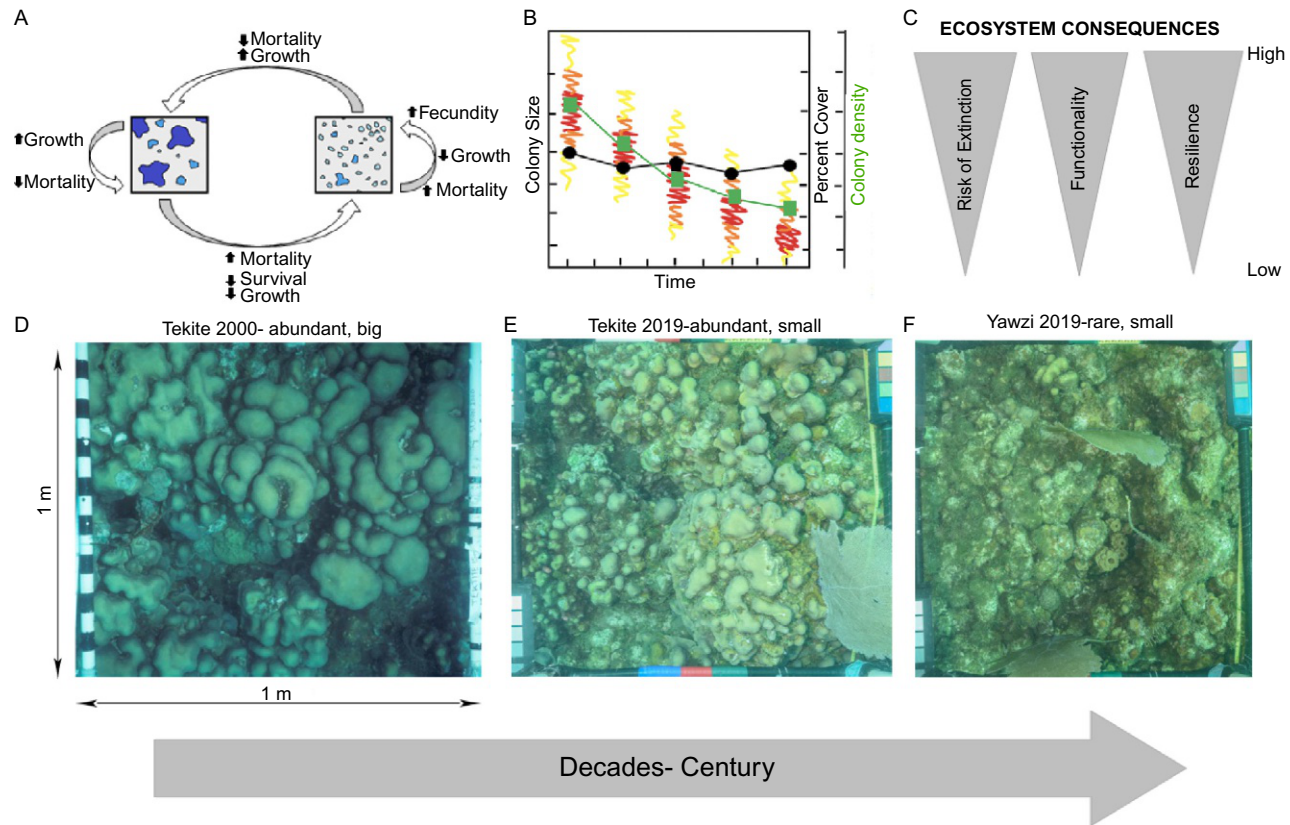 A
Mortality
Growth
Growth
Mortality
Fecundity
Growth
Mortality
Mortality
Survival
Growth
B
Colony Size
Time
Percent Cover
Colony density
C
ECOSYSTEM CONSEQUENCES
Risk of Extinction
Functionality
Resilience
High
Low
D
Tekite 2000- abundant, big
1 m
1 m
E
Tekite 2019-abundant, small
F
Yawzi 2019-rare, small
Decades- Century